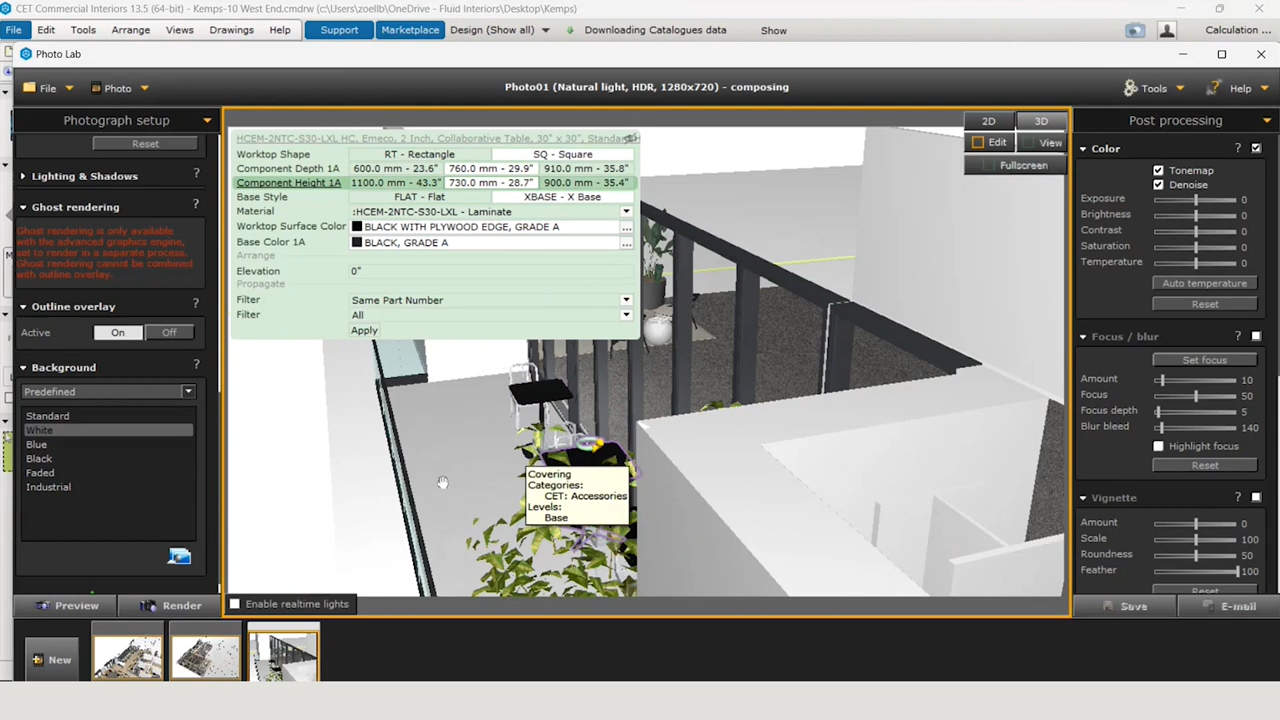 CET Commercial Interiors 13.5 (64-bit) - Kemps-10 West End.cmdrw (c:\Users\zoellb\OneDrive - Fluid Interiors\Desktop\Kemps)
File Edit Tools Arrange Views Drawings Help Support Marketplace Design (Show all) Downloading Catalogues data Show Calculation ...
Photo Lab
File Photo Photo01 (Natural light, HDR, 1280x720) - composing Tools Help
Photograph setup
Reset
Lighting & Shadows ?
Ghost rendering ?
Ghost rendering is only available
with the advanced graphics engine,
set to render in a separate process.
Ghost rendering cannot be combined
with outline overlay.
Outline overlay ?
Active On Off
Background ?
Predefined
Standard
White
Blue
Black
Faded
Industrial
Preview Render
HCEM-2NTC-S30-LXL HC, Emeco, 2 Inch, Collaborative Table, 30" x 30", Standard
Worktop Shape RT - Rectangle SQ - Square
Component Depth 1A 600.0 mm - 23.6" 760.0 mm - 29.9" 910.0 mm - 35.8"
Component Height 1A 1100.0 mm - 43.3" 730.0 mm - 28.7" 900.0 mm - 35.4"
Base Style FLAT - Flat XBASE - X Base
Material :HCEM-2NTC-S30-LXL - Laminate
Worktop Surface Color BLACK WITH PLYWOOD EDGE, GRADE A ...
Base Color 1A BLACK, GRADE A ...
Arrange
Elevation 0"
Propagate
Filter Same Part Number
Filter All
Apply
2D 3D
Edit View
Fullscreen
Covering
Categories:
CET: Accessories
Levels:
Base
Enable realtime lights
Post processing
Color ?
Tonemap
Denoise
Exposure 0
Brightness 0
Contrast 0
Saturation 0
Temperature 0
Auto temperature
Reset
Focus / blur ?
Set focus
Amount 10
Focus 50
Focus depth 5
Blur bleed 140
Highlight focus
Reset
Vignette ?
Amount 0
Scale 100
Roundness 50
Feather 100
Reset
Save E-mail
New